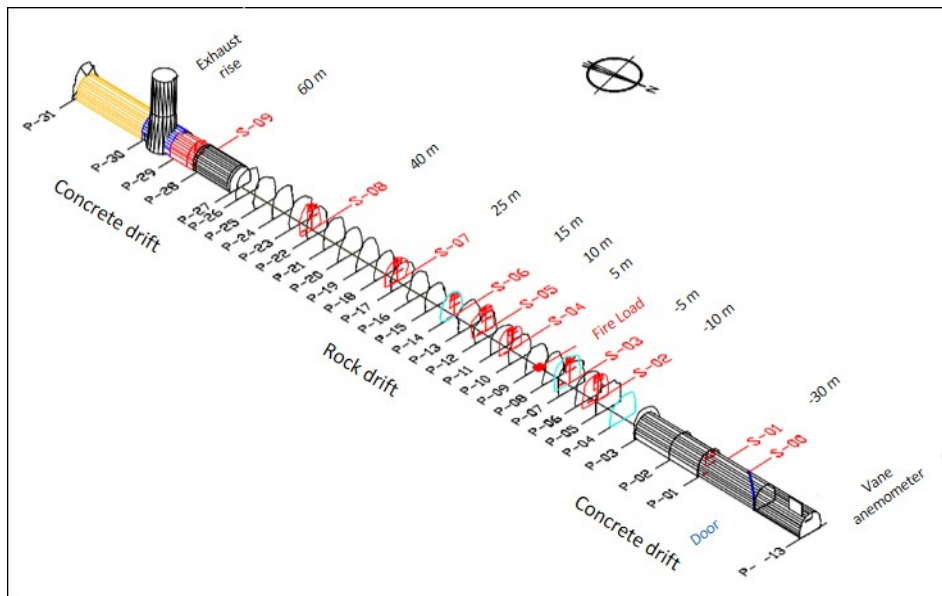 Exhaust
rise
60 m
W
N
P-31
S-09
P-30
40 m
P-29
P-28
Concrete drift
S-08
P-27
P-26
25 m
P-25
P-24
P-23
S-07
15 m
P-22
P-21
10 m
P-20
S-06
P-19
5 m
P-18
S-05
P-17
Fire Load
-5 m
P-16
S-04
-10 m
P-15
P-14
Rock drift
P-13
S-03
P-12
P-11
S-02
P-10
P-09
-30 m
P-08
P-07
S-01
P-06
S-00
P-05
P-04
P-03
Vane
anemometer
P-02
P-01
Concrete drift
Door
P- -13